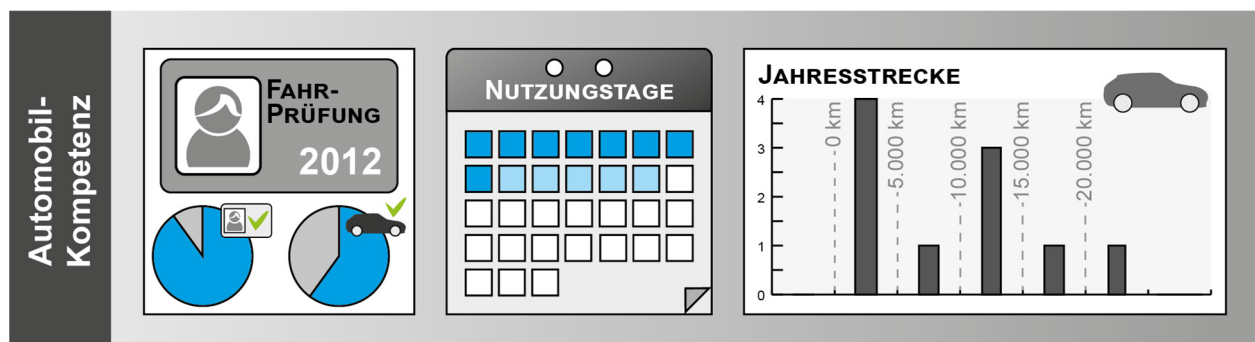 Automobil-
Kompetenz
FAHR-
PRÜFUNG
2012
NUTZUNGSTAGE
JAHRESSTRECKE
4
3
2
1
0
0 km
5.000 km
10.000 km
15.000 km
20.000 km